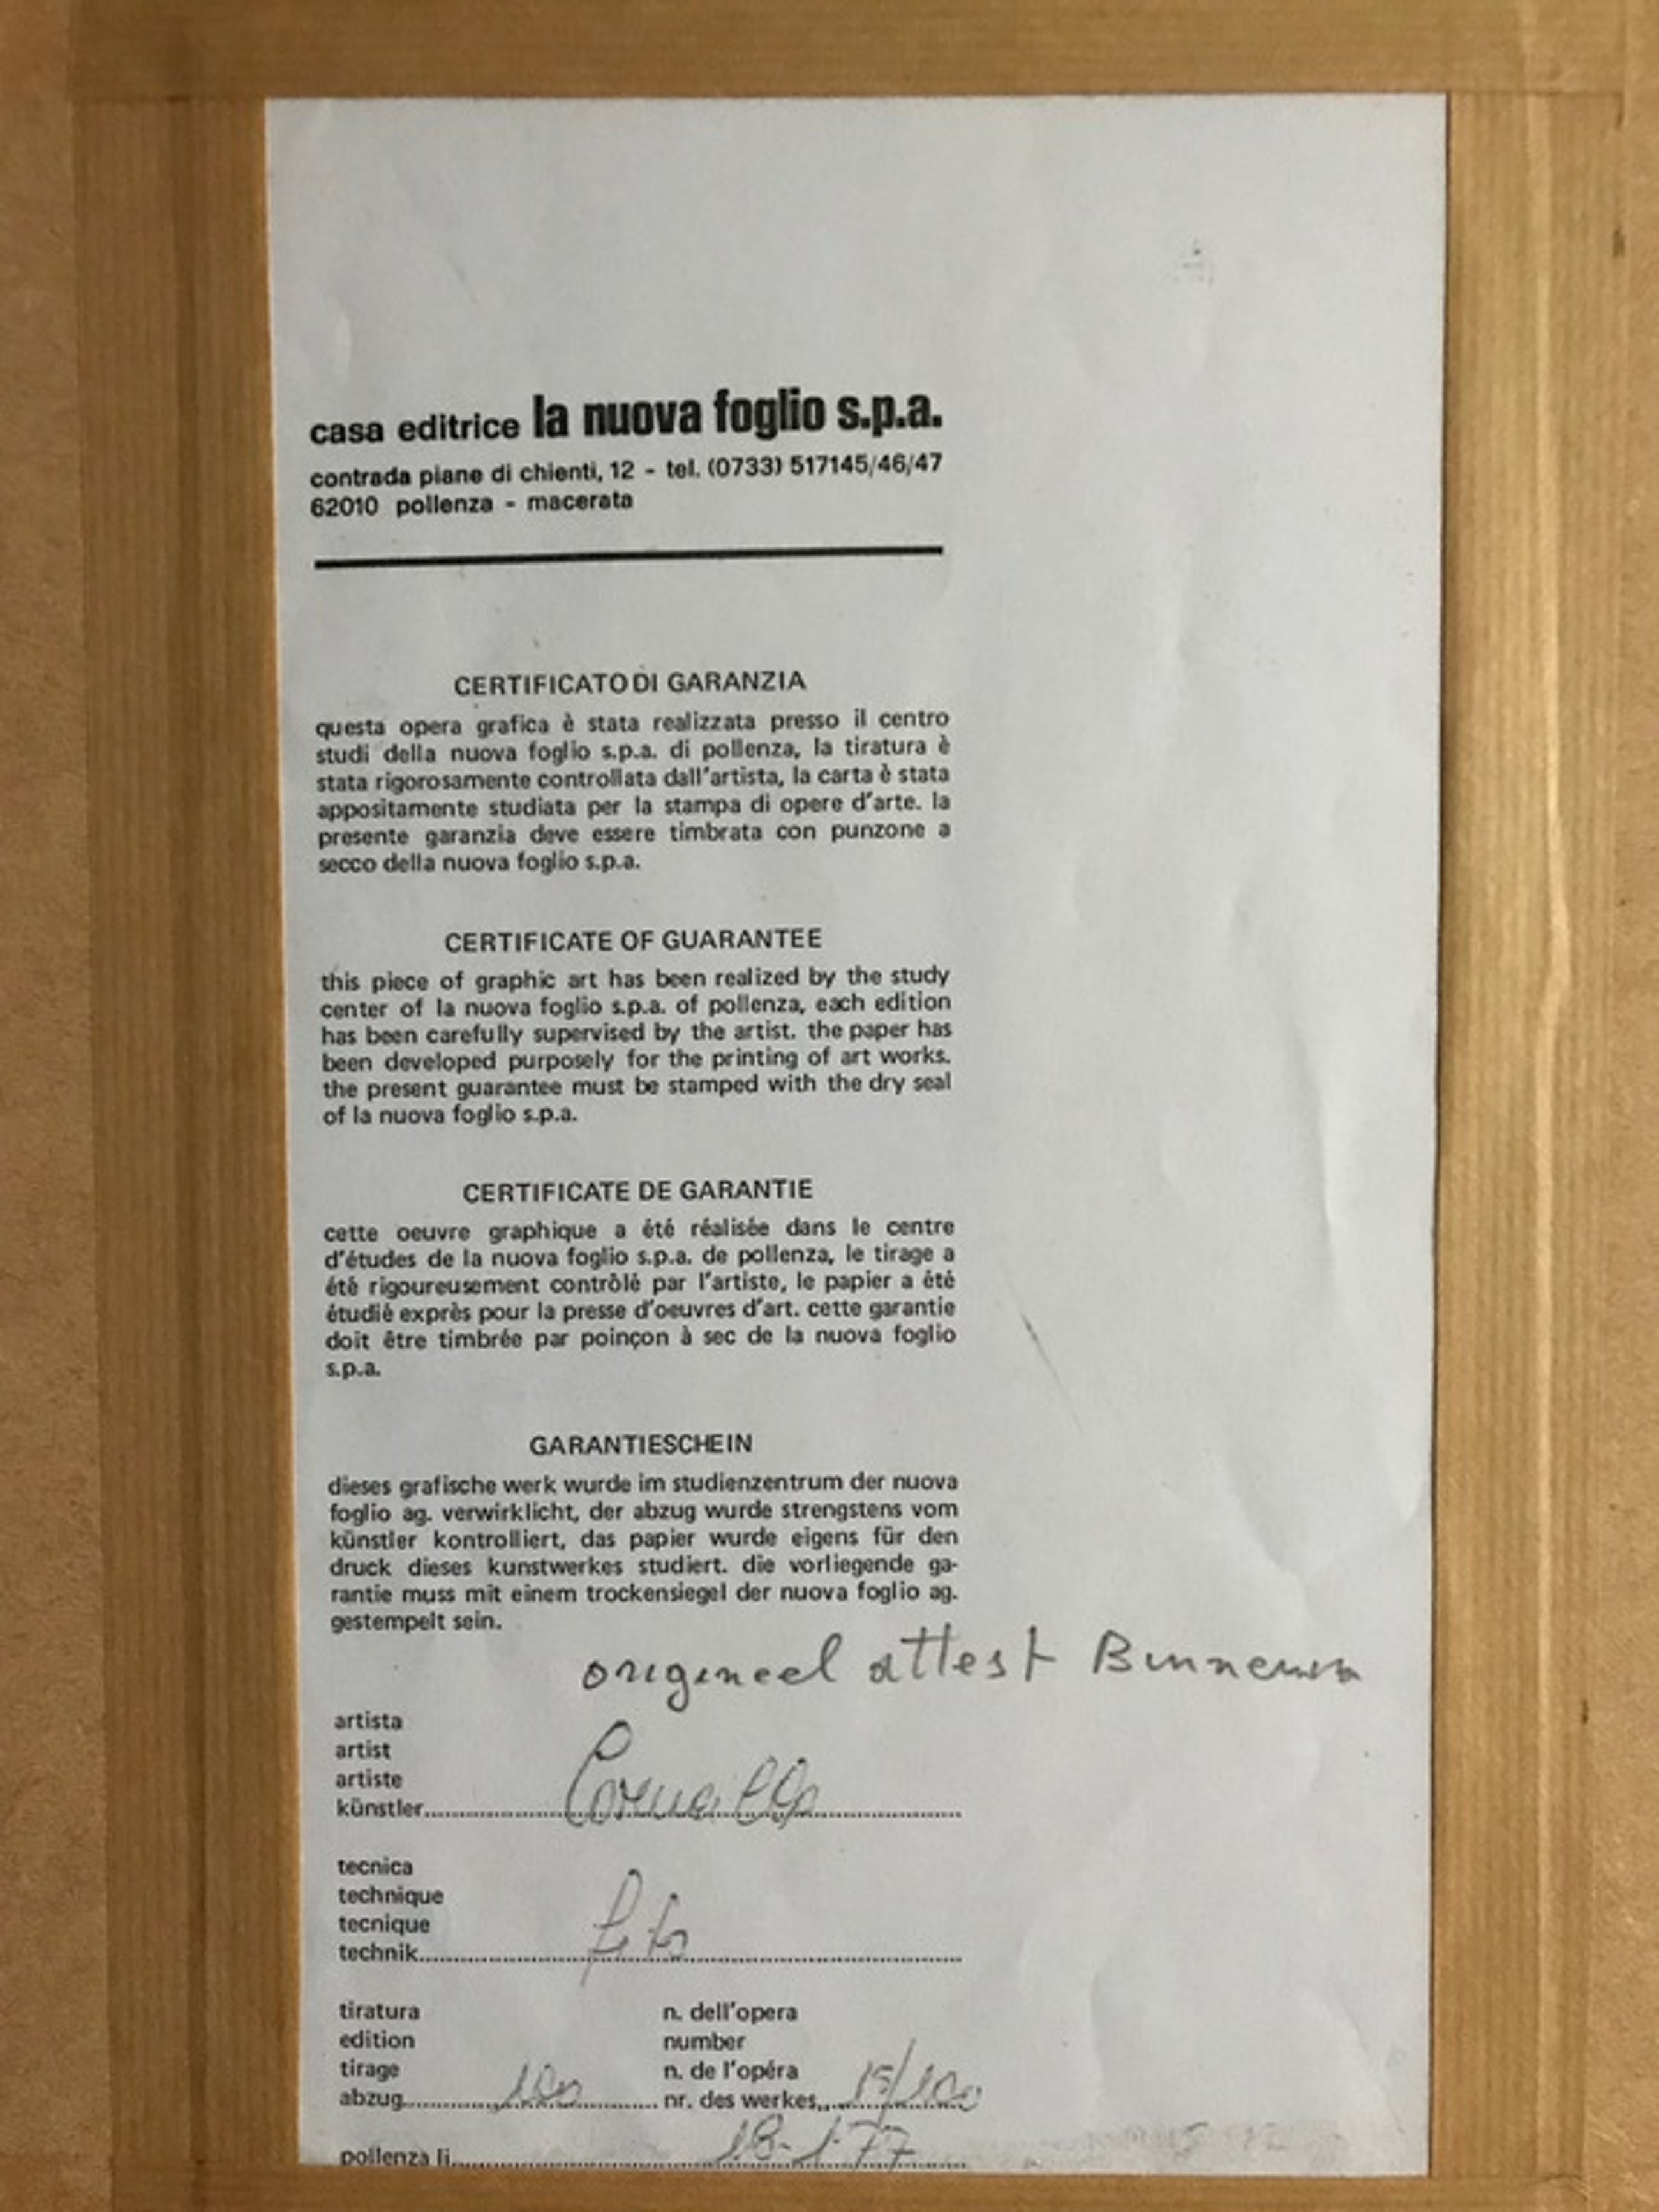 casa editrice la nuova foglio s.p.a.
contrada piane di chienti, 12 - tel. (0733) 517145/46/47
62010 pollenza - macerata
CERTIFICATO DI GARANZIA
questa opera grafica è stata realizzata presso il centro
studi della nuova foglio s.p.a. di pollenza, la tiratura è
stata rigorosamente controllata dall'artista, la carta è stata
appositamente studiata per la stampa di opere d'arte. la
presente garanzia deve essere timbrata con punzone a
secco della nuova foglio s.p.a.
CERTIFICATE OF GUARANTEE
this piece of graphic art has been realized by the study
center of la nuova foglio s.p.a. of pollenza, each edition
has been carefully supervised by the artist. the paper has
been developed purposely for the printing of art works.
the present guarantee must be stamped with the dry seal
of la nuova foglio s.p.a.
CERTIFICATE DE GARANTIE
cette oeuvre graphique a été réalisée dans le centre
d'études de la nuova foglio s.p.a. de pollenza, le tirage a
été rigoureusement contrôlé par l'artiste, le papier a été
étudié exprès pour la presse d'oeuvres d'art. cette garantie
doit être timbrée par poinçon à sec de la nuova foglio
s.p.a.
GARANTIESCHEIN
dieses grafische werk wurde im studienzentrum der nuova
foglio ag. verwirklicht, der abzug wurde strengstens vom
künstler kontrolliert, das papier wurde eigens für den
druck dieses kunstwerkes studiert. die vorliegende ga-
rantie muss mit einem trockensiegel der nuova foglio ag.
gestempelt sein.
origineel attest
artista
artist
artiste
künstler Corneille
tecnica
technique
tecnique
technik lito
tiratura n. dell'opera
edition number
tirage n. de l'opéra
abzug 100 nr. des werkes 15/100
pollenza li 18-1-77